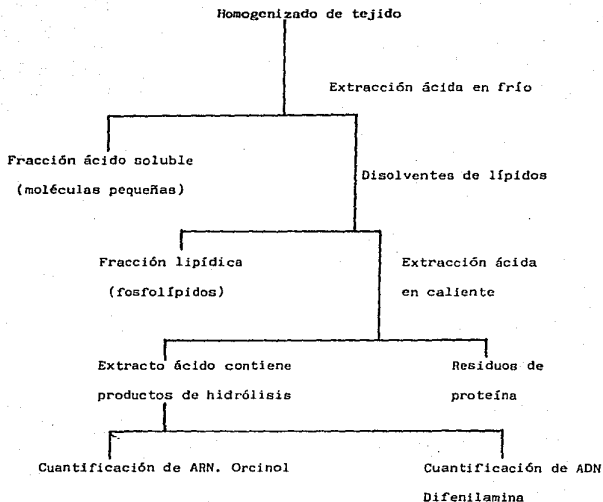 Homogenizado de tejido
Extracción ácida en frío
Fracción ácido soluble
(moléculas pequeñas)
Disolventes de lípidos
Fracción lipídica
(fosfolípidos)
Extracción ácida
en caliente
Extracto ácido contiene
productos de hidrólisis
Residuos de
proteína
Cuantificación de ARN. Orcinol
Cuantificación de ADN
Difenilamina